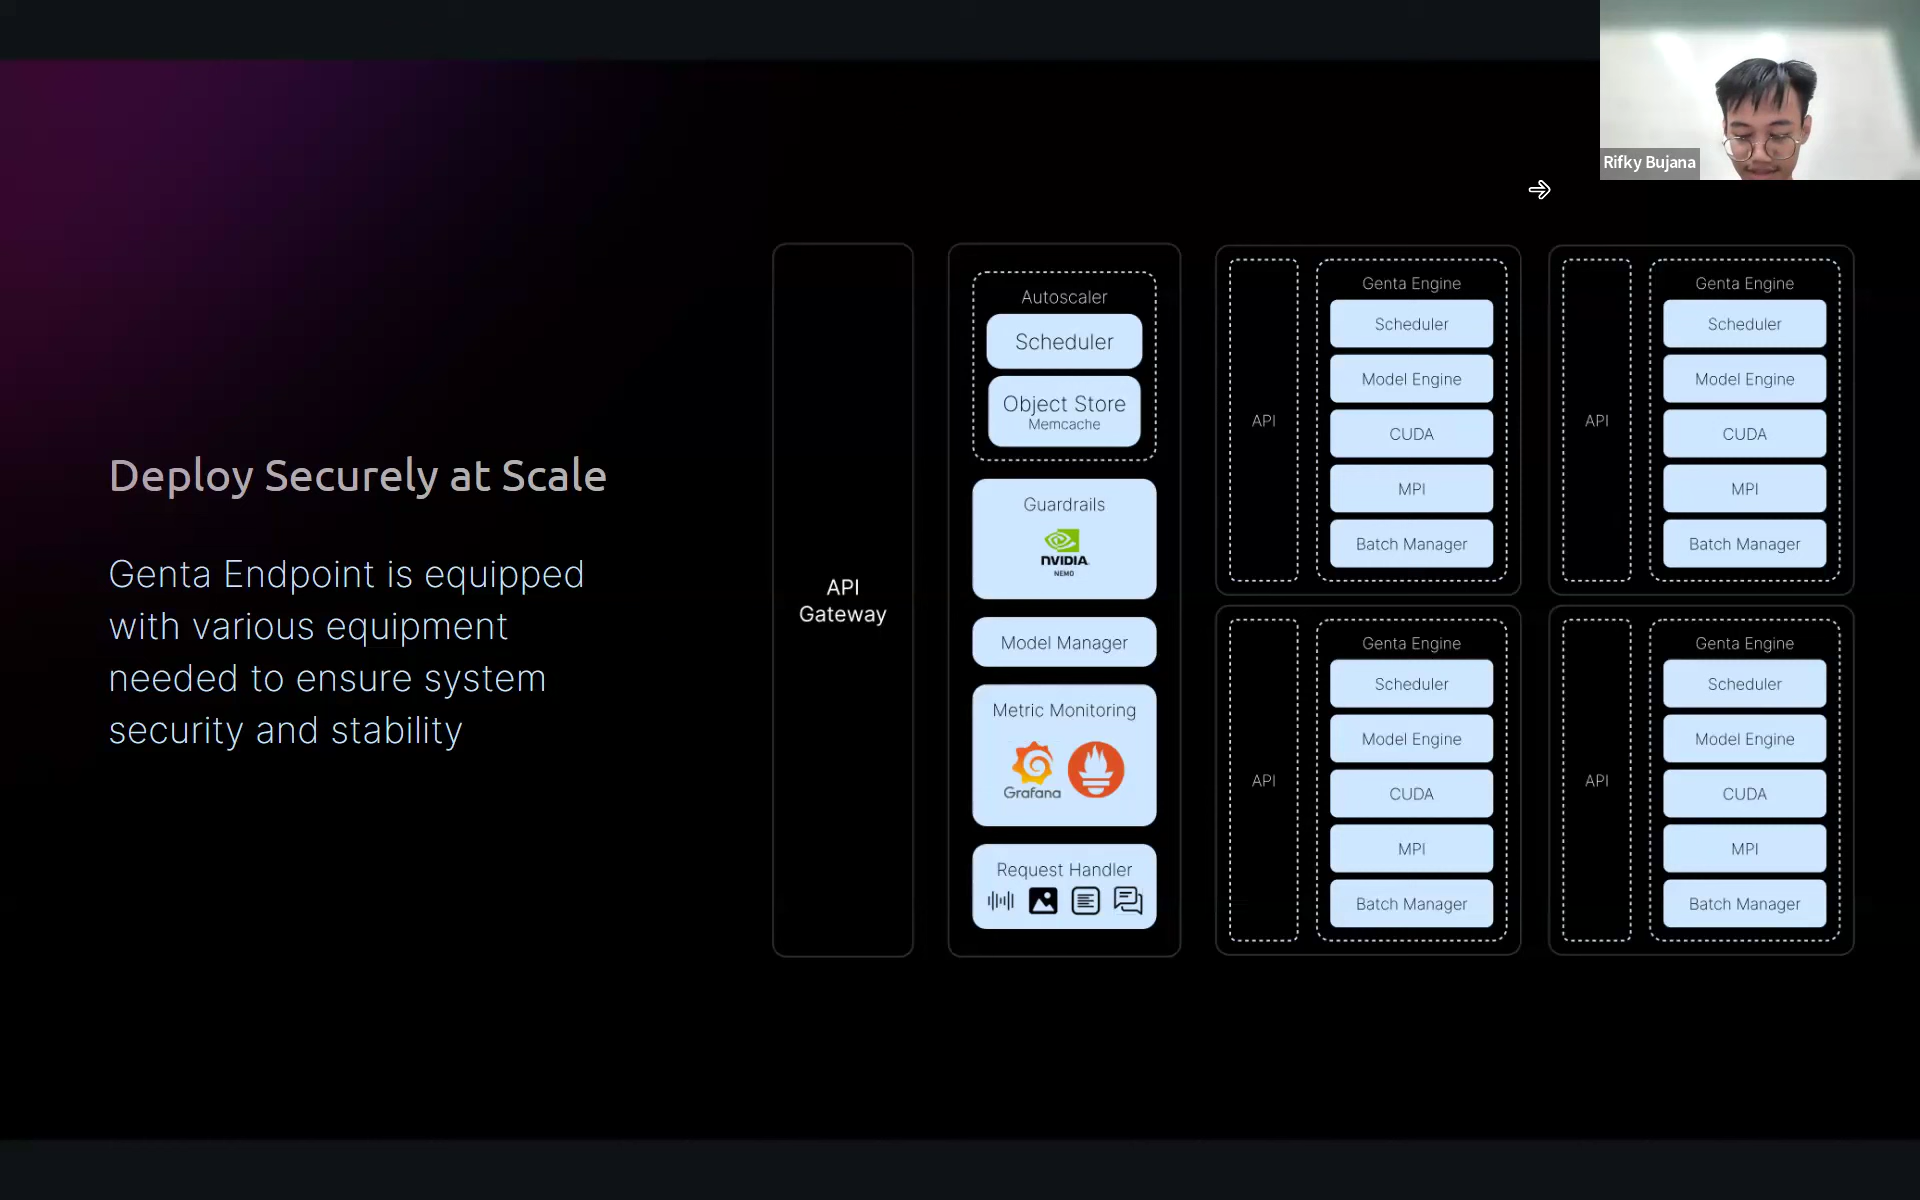 Rifky Bujana
Deploy Securely at Scale
Genta Endpoint is equipped
with various equipment
needed to ensure system
security and stability
API
Gateway
Autoscaler
Scheduler
Object Store
Memcache
Guardrails
NVIDIA
NEMO
Model Manager
Metric Monitoring
Grafana
Request Handler
API
Genta Engine
Scheduler
Model Engine
CUDA
MPI
Batch Manager
API
Genta Engine
Scheduler
Model Engine
CUDA
MPI
Batch Manager
API
Genta Engine
Scheduler
Model Engine
CUDA
MPI
Batch Manager
API
Genta Engine
Scheduler
Model Engine
CUDA
MPI
Batch Manager